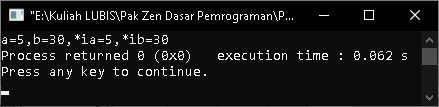 "E:\Kuliah LUBIS\Pak Zen Dasar Pemrograman\P...
a=5,b=30,*ia=5,*ib=30
Process returned 0 (0x0)   execution time : 0.062 s
Press any key to continue.